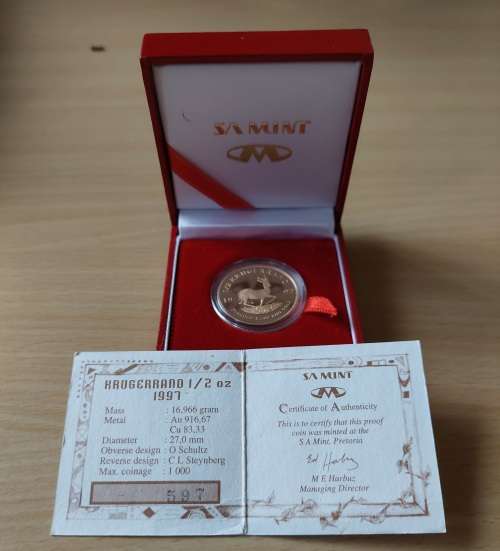 SA MINT
KRUGERRAND 1/2 oz
1997
Mass : 16,966 gram
Metal : Au 916,67
Cu 83,33
Diameter : 27,0 mm
Obverse design : O Schultz
Reverse design : C L Steynberg
Max. coinage : 1 000
597
SA MINT
Certificate of Authenticity
This is to certify that this proof
coin was minted at the
S A Mint, Pretoria
M E Harbuz
Managing Director